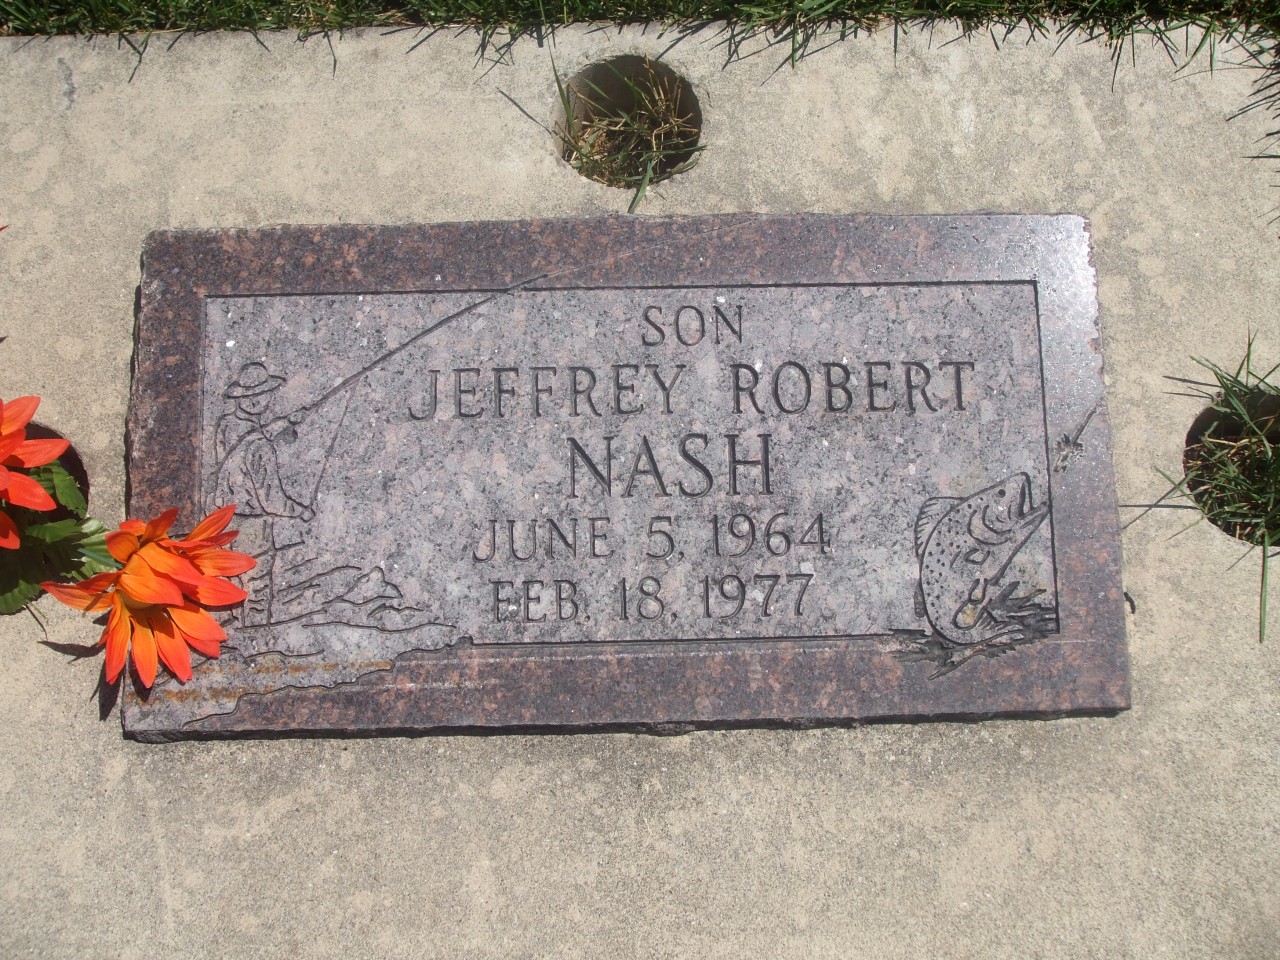 SON
JEFFREY ROBERT
NASH
JUNE 5, 1964
FEB. 18, 1977